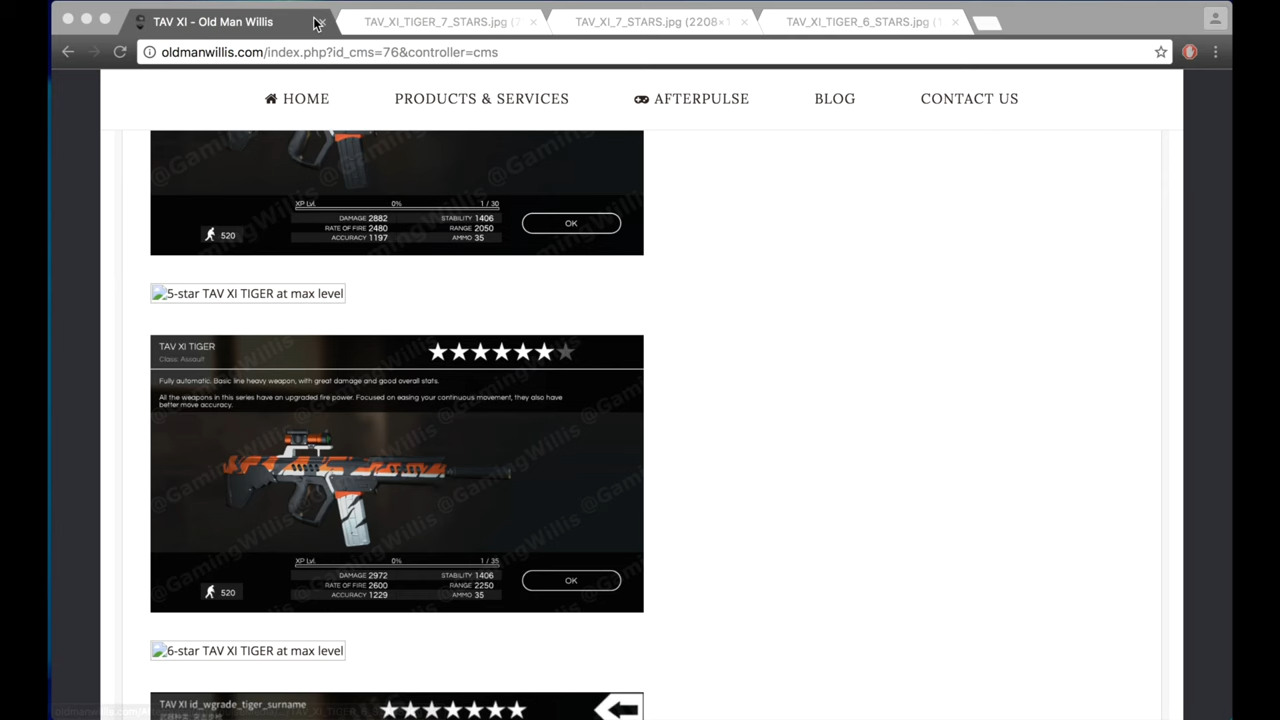 TAV XI - Old Man Willis
TAV_XI_TIGER_7_STARS.jpg (7
TAV_XI_7_STARS.jpg (2208×1
TAV_XI_TIGER_6_STARS.jpg (1
oldmanwillis.com/index.php?id_cms=76&controller=cms
HOME
PRODUCTS & SERVICES
AFTERPULSE
BLOG
CONTACT US
@GamingWillis
XP Lvl. 0% 1 / 30
DAMAGE 2882 STABILITY 1406
RATE OF FIRE 2480 RANGE 2050
ACCURACY 1197 AMMO 35
520
OK
5-star TAV XI TIGER at max level
TAV XI TIGER
Class: Assault
Fully automatic. Basic line heavy weapon, with great damage and good overall stats.
All the weapons in this series have an upgraded fire power. Focused on easing your continuous movement, they also have
better move accuracy.
@GamingWillis
XP Lvl. 0% 1 / 35
DAMAGE 2972 STABILITY 1406
RATE OF FIRE 2600 RANGE 2250
ACCURACY 1229 AMMO 35
520
OK
6-star TAV XI TIGER at max level
TAV XI id_wgrade_tiger_surname